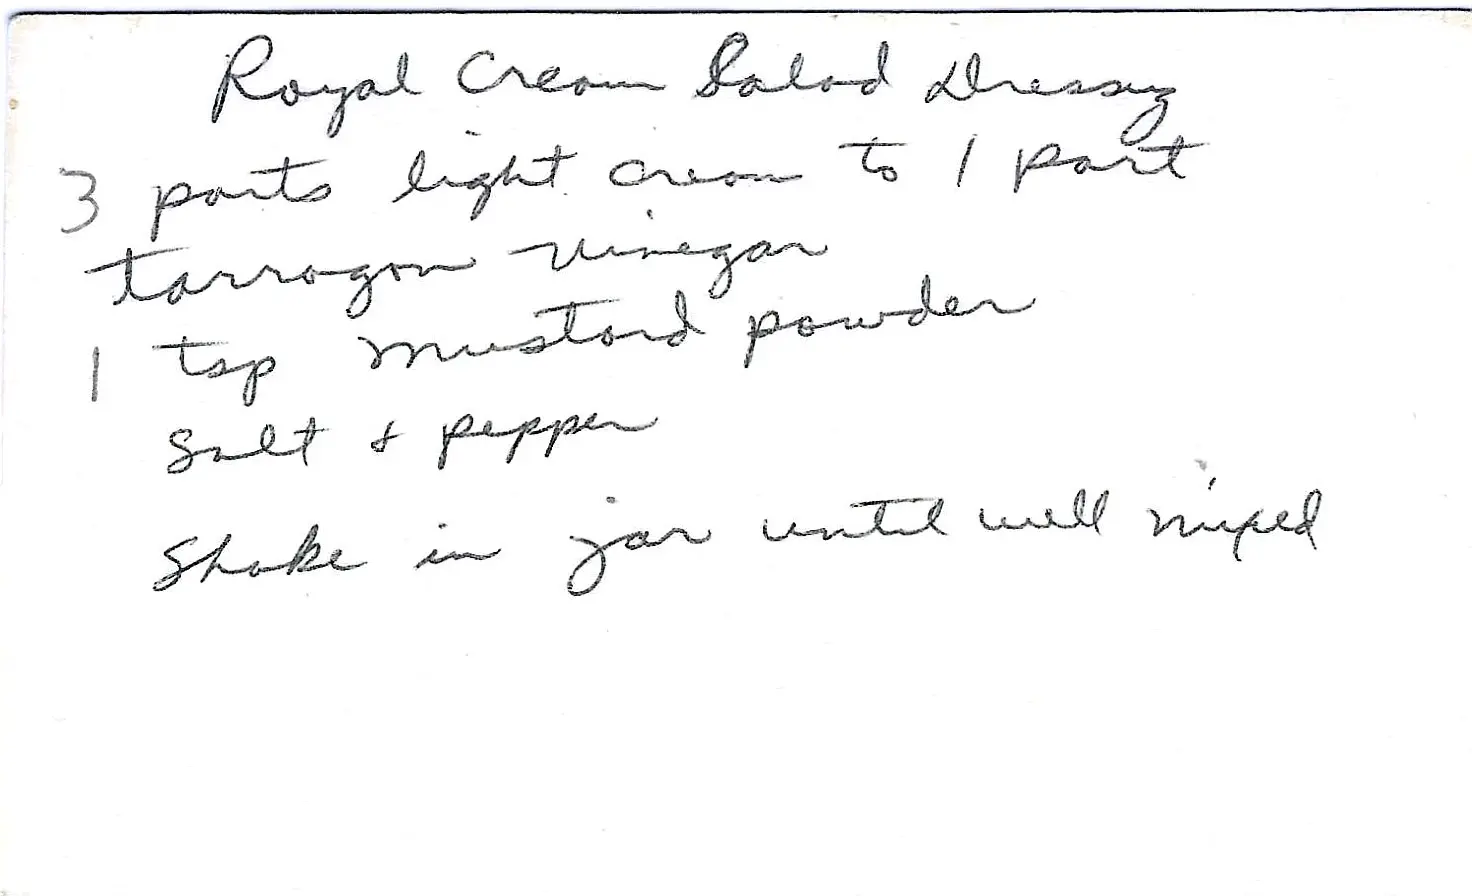 Royal Cream Salad Dressing
3 parts light cream to 1 part
tarragon vinegar
1 tsp mustard powder
Salt & pepper
Shake in jar until well mixed